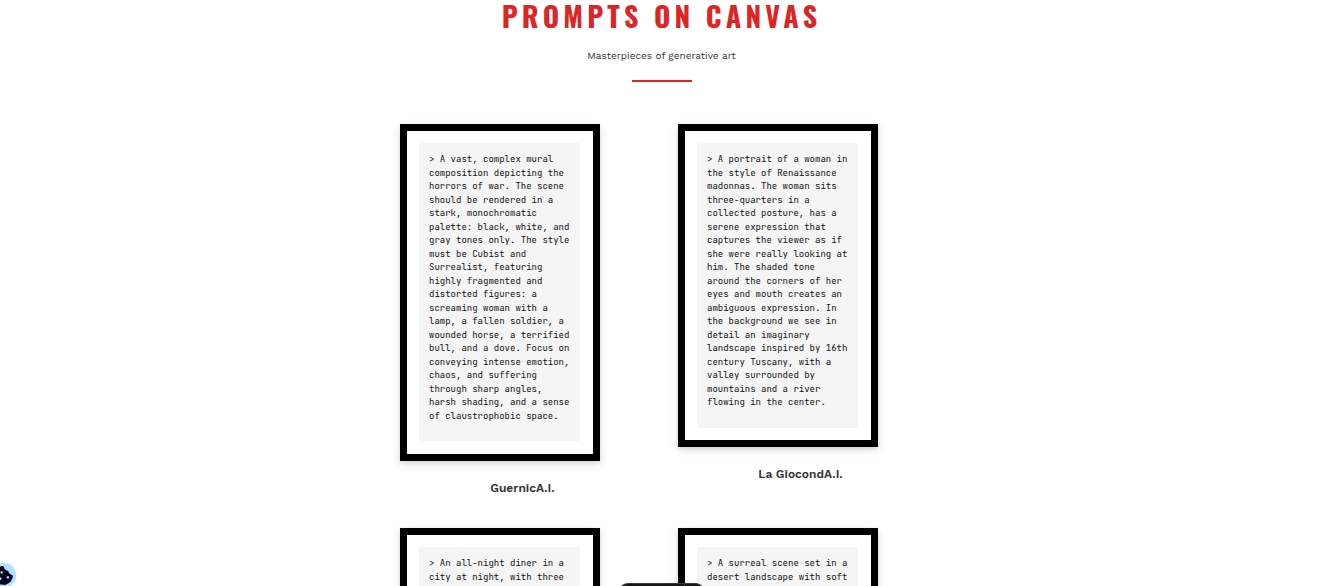 PROMPTS ON CANVAS
Masterpieces of generative art
> A vast, complex mural
composition depicting the
horrors of war. The scene
should be rendered in a
stark, monochromatic
palette: black, white, and
gray tones only. The style
must be Cubist and
Surrealist, featuring
highly fragmented and
distorted figures: a
screaming woman with a
lamp, a fallen soldier, a
wounded horse, a terrified
bull, and a dove. Focus on
conveying intense emotion,
chaos, and suffering
through sharp angles,
harsh shading, and a sense
of claustrophobic space.
GuernicA.I.
> A portrait of a woman in
the style of Renaissance
madonnas. The woman sits
three-quarters in a
collected posture, has a
serene expression that
captures the viewer as if
she were really looking at
him. The shaded tone
around the corners of her
eyes and mouth creates an
ambiguous expression. In
the background we see in
detail an imaginary
landscape inspired by 16th
century Tuscany, with a
valley surrounded by
mountains and a river
flowing in the center.
La GiocondA.I.
> An all-night diner in a
city at night, with three
> A surreal scene set in a
desert landscape with soft